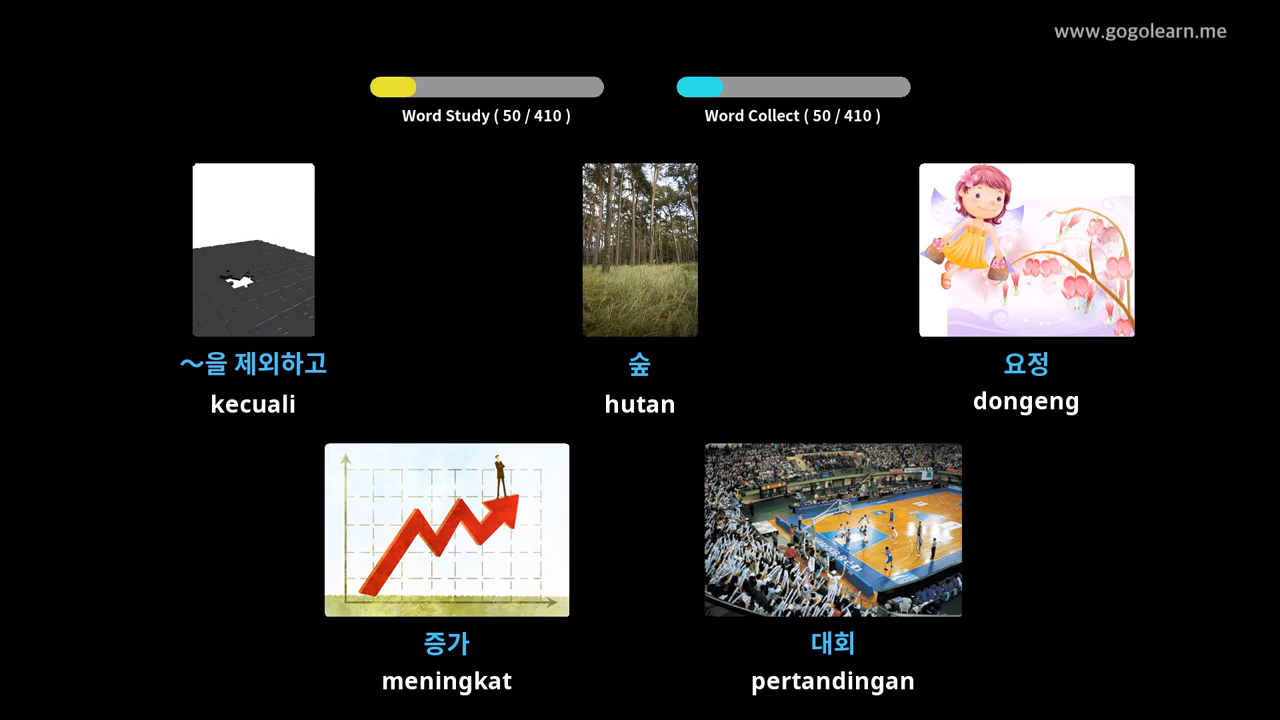 www.gogolearn.me
Word Study ( 50 / 410 )
Word Collect ( 50 / 410 )
～을 제외하고
kecuali
숲
hutan
요정
dongeng
증가
meningkat
대회
pertandingan